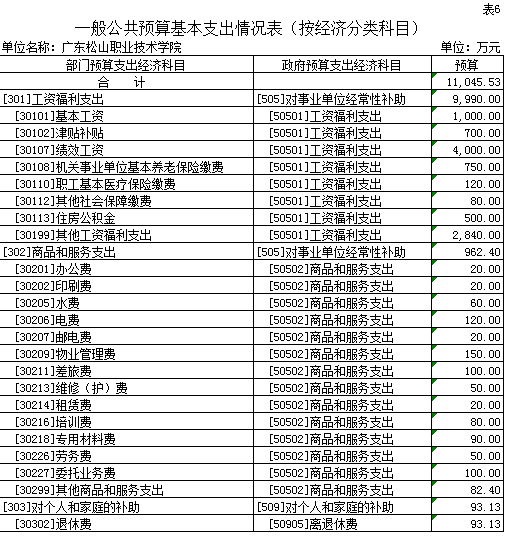 表6
一般公共预算基本支出情况表（按经济分类科目）
单位名称：广东松山职业技术学院 单位：万元
部门预算支出经济科目 政府预算支出经济科目 预算
合 计 11,045.53
[301]工资福利支出 [505]对事业单位经常性补助 9,990.00
[30101]基本工资 [50501]工资福利支出 1,000.00
[30102]津贴补贴 [50501]工资福利支出 700.00
[30107]绩效工资 [50501]工资福利支出 4,000.00
[30108]机关事业单位基本养老保险缴费 [50501]工资福利支出 750.00
[30110]职工基本医疗保险缴费 [50501]工资福利支出 120.00
[30112]其他社会保障缴费 [50501]工资福利支出 80.00
[30113]住房公积金 [50501]工资福利支出 500.00
[30199]其他工资福利支出 [50501]工资福利支出 2,840.00
[302]商品和服务支出 [505]对事业单位经常性补助 962.40
[30201]办公费 [50502]商品和服务支出 20.00
[30202]印刷费 [50502]商品和服务支出 20.00
[30205]水费 [50502]商品和服务支出 60.00
[30206]电费 [50502]商品和服务支出 120.00
[30207]邮电费 [50502]商品和服务支出 20.00
[30209]物业管理费 [50502]商品和服务支出 150.00
[30211]差旅费 [50502]商品和服务支出 100.00
[30213]维修（护）费 [50502]商品和服务支出 50.00
[30214]租赁费 [50502]商品和服务支出 20.00
[30216]培训费 [50502]商品和服务支出 80.00
[30218]专用材料费 [50502]商品和服务支出 90.00
[30226]劳务费 [50502]商品和服务支出 50.00
[30227]委托业务费 [50502]商品和服务支出 100.00
[30299]其他商品和服务支出 [50502]商品和服务支出 82.40
[303]对个人和家庭的补助 [509]对个人和家庭的补助 93.13
[30302]退休费 [50905]离退休费 93.13